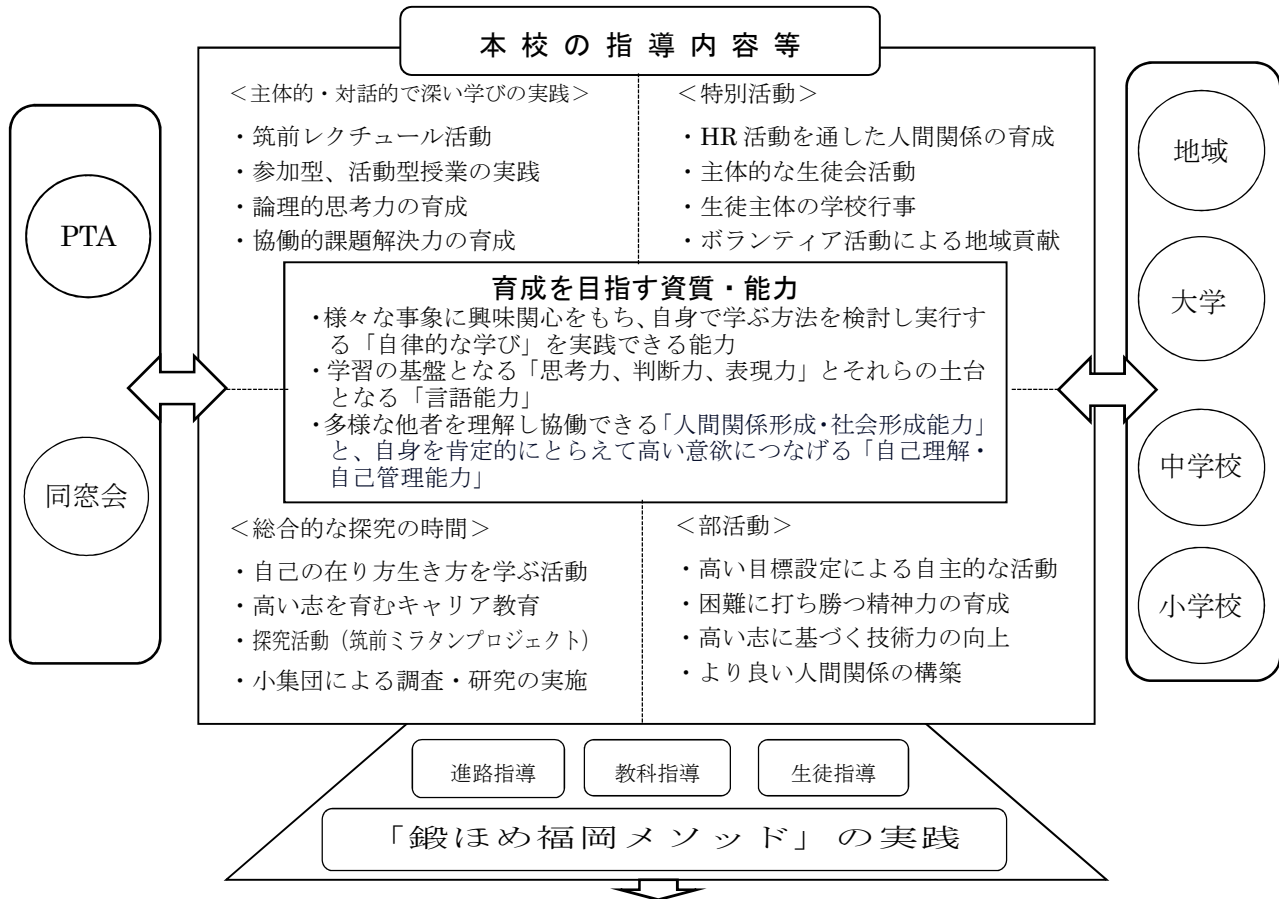 本校の指導内容等
＜主体的・対話的で深い学びの実践＞
・筑前レクチュール活動
・参加型、活動型授業の実践
・論理的思考力の育成
・協働的課題解決力の育成
＜特別活動＞
・HR 活動を通した人間関係の育成
・主体的な生徒会活動
・生徒主体の学校行事
・ボランティア活動による地域貢献
PTA
同窓会
育成を目指す資質・能力
・様々な事象に興味関心をもち、自身で学ぶ方法を検討し実行す
る「自律的な学び」を実践できる能力
・学習の基盤となる「思考力、判断力、表現力」とそれらの土台
となる「言語能力」
・多様な他者を理解し協働できる「人間関係形成・社会形成能力」
と、自身を肯定的にとらえて高い意欲につなげる「自己理解・
自己管理能力」
地域
大学
中学校
小学校
＜総合的な探究の時間＞
・自己の在り方生き方を学ぶ活動
・高い志を育むキャリア教育
・探究活動（筑前ミラタンプロジェクト）
・小集団による調査・研究の実施
＜部活動＞
・高い目標設定による自主的な活動
・困難に打ち勝つ精神力の育成
・高い志に基づく技術力の向上
・より良い人間関係の構築
進路指導
教科指導
生徒指導
「鍛ほめ福岡メソッド」の実践